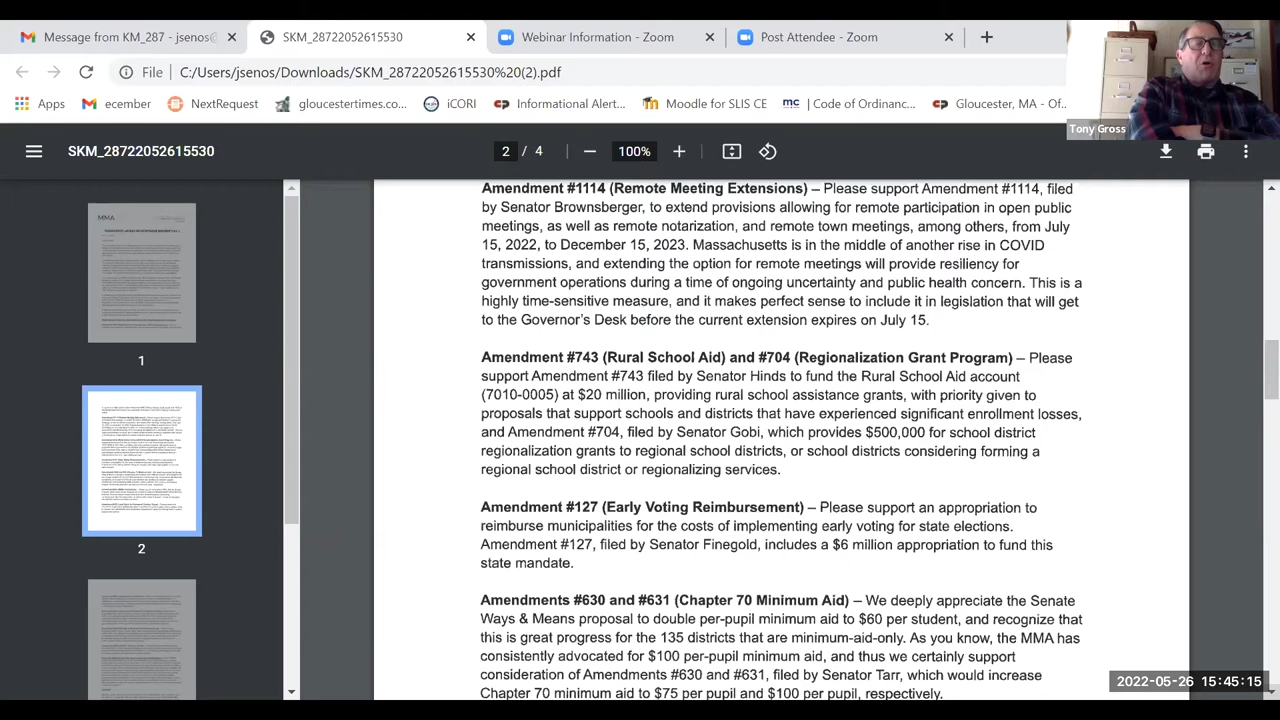 Message from KM_287 - jsenos@
SKM_28722052615530
Webinar Information - Zoom
Post Attendee - Zoom
File
C:/Users/jsenos/Downloads/SKM_28722052615530%20(2).pdf
Apps
ecember
NextRequest
gloucestertimes.co...
iCORI
Informational Alert...
Moodle for LIS CE
| Code of Ordinanc...
Gloucester, MA - Of...
Tony Gross
SKM_28722052615530
2 / 4
100%
MMA
1
2
Amendment #1114 (Remote Meeting Extensions) – Please support Amendment #1114, filed
by Senator Brownsberger, to extend provisions allowing for remote participation in open public
meetings, as well as remote notarization, and remote town meetings, among others, from July
15, 2022, to December 15, 2023. Massachusetts is in the middle of another rise in COVID
transmissions, and extending the option for remote meetings will provide resiliency for
government operations during a time of ongoing uncertainty and public health concern. This is a
highly time-sensitive measure, and it makes perfect sense to include it in legislation that will get
to the Governor's Desk before the current extension expires on July 15.
Amendment #743 (Rural School Aid) and #704 (Regionalization Grant Program) – Please
support Amendment #743 filed by Senator Hinds to fund the Rural School Aid account
(7010-0003) at $20 million, providing rural school assistance grants, with priority given to
proposals that support schools and districts that have experienced significant enrollment losses,
and Amendment #704, filed by Senator Gobi, which provides $500,000 for school district
regionalization grants to regional school districts, or to districts considering forming a
regional school district or regionalizing services.
Amendment #127 (Early Voting Reimbursement) – Please support an appropriation to
reimburse municipalities for the costs of implementing early voting for state elections.
Amendment #127, filed by Senator Finegold, includes a $6 million appropriation to fund this
state mandate.
Amendment #630 and #631 (Chapter 70 Minimum Aid) – We deeply appreciate the Senate
Ways & Means proposal to double per-pupil minimum aid to $60 per student, and recognize that
this is great progress for the 135 districts that are minimum-aid-only. As you know, the MMA has
consistently asked for $100 per-pupil minimum aid, and thus we certainly support
consideration of Amendments #630 and #631, filed by Senator Tarr, which would increase
Chapter 70 minimum aid to $75 per pupil and $100 per pupil, respectively.
2022-05-26 15:45:15